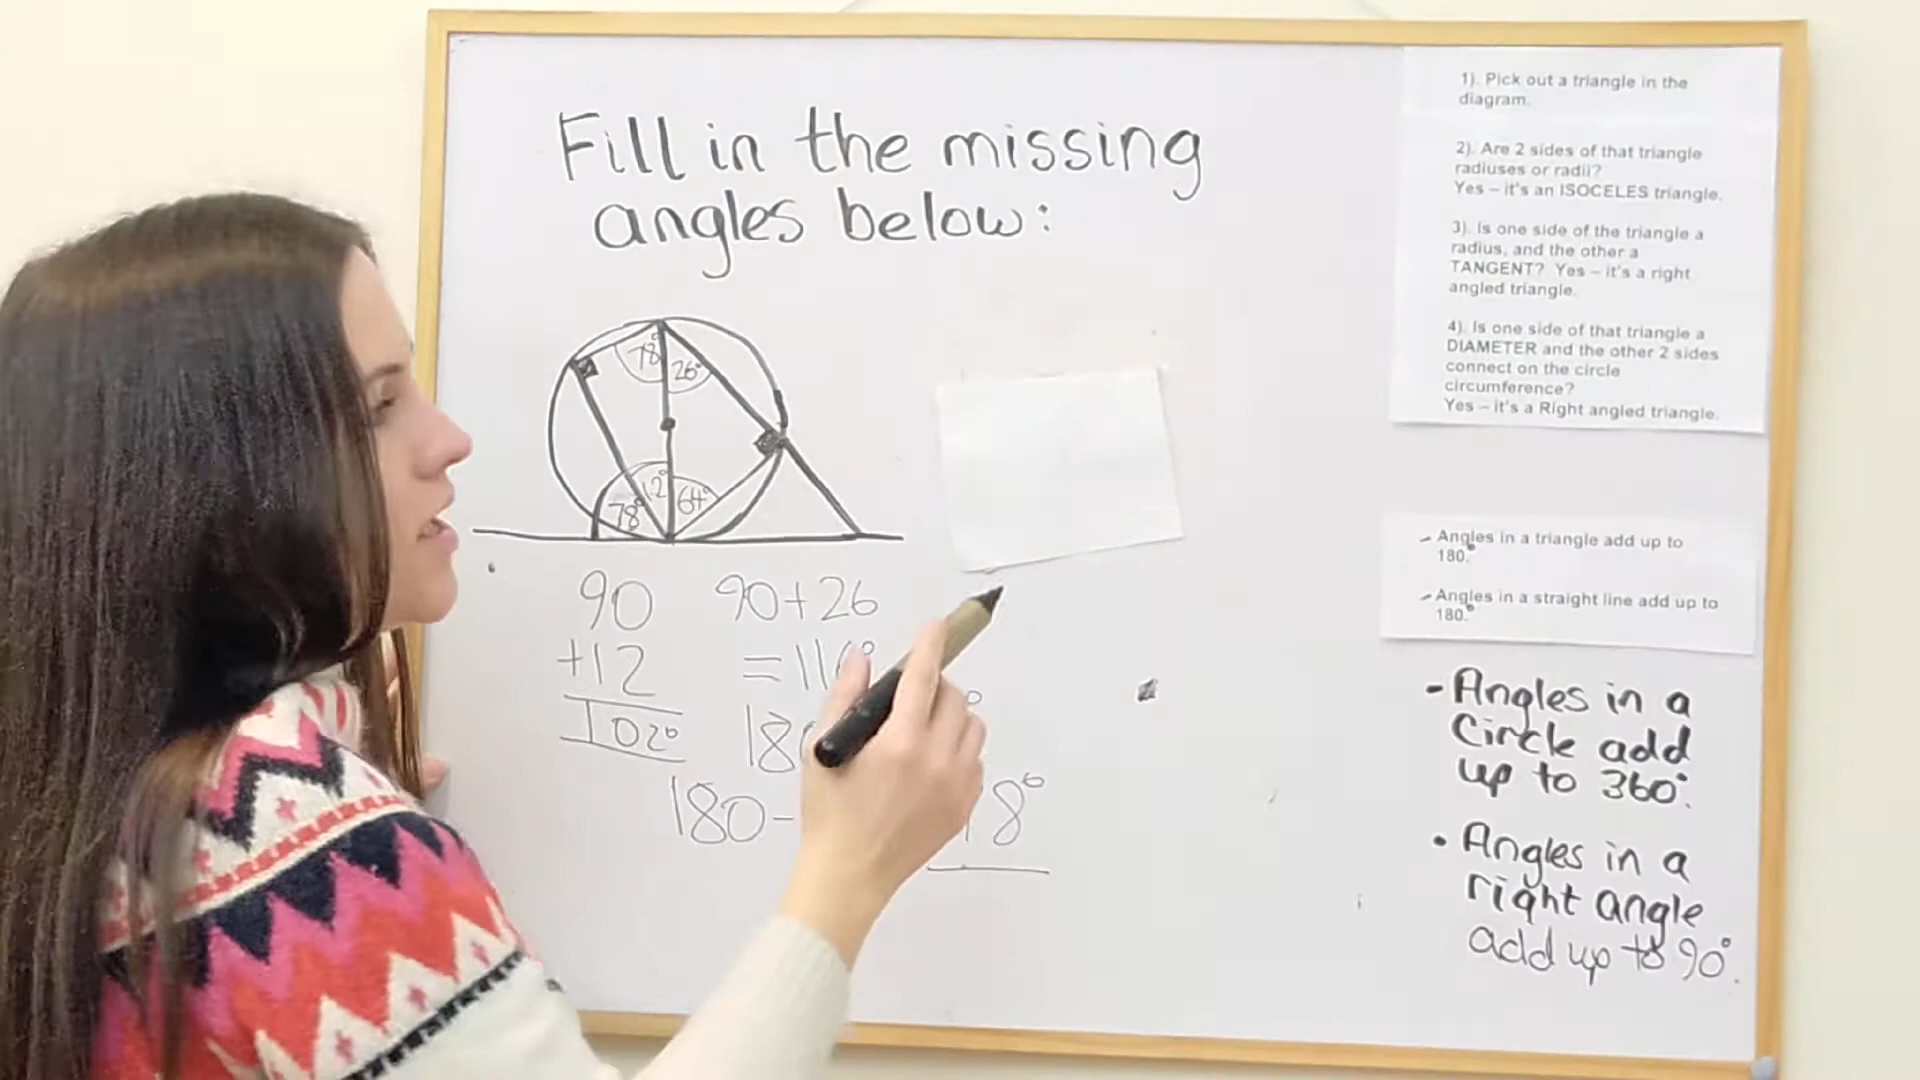 Fill in the missing
angles below:
78°
26°
12°
64°
78°
90
+12
102°
90+26
=116°
180
180-
78°
1). Pick out a triangle in the
diagram.
2). Are 2 sides of that triangle
radiuses or radii?
Yes – it's an ISOCELES triangle.
3). Is one side of the triangle a
radius, and the other a
TANGENT? Yes – it's a right
angled triangle.
4). Is one side of that triangle a
DIAMETER and the other 2 sides
connect on the circle
circumference?
Yes – it's a Right angled triangle.
- Angles in a triangle add up to
180.°
- Angles in a straight line add up to
180.°
- Angles in a
Circle add
up to 360°.
• Angles in a
right angle
add up to 90°.